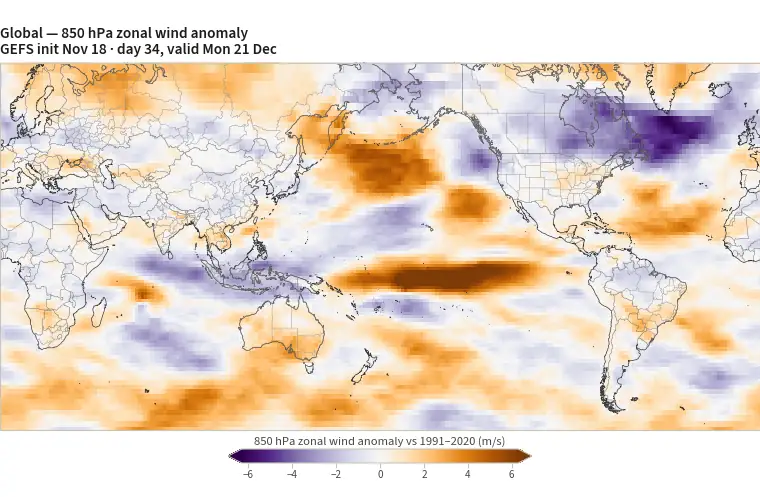 Global — 850 hPa zonal wind anomaly
GEFS init Nov 18 · day 34, valid Mon 21 Dec
850 hPa zonal wind anomaly vs 1991−2020 (m/s)
−6 −4 −2 0 2 4 6